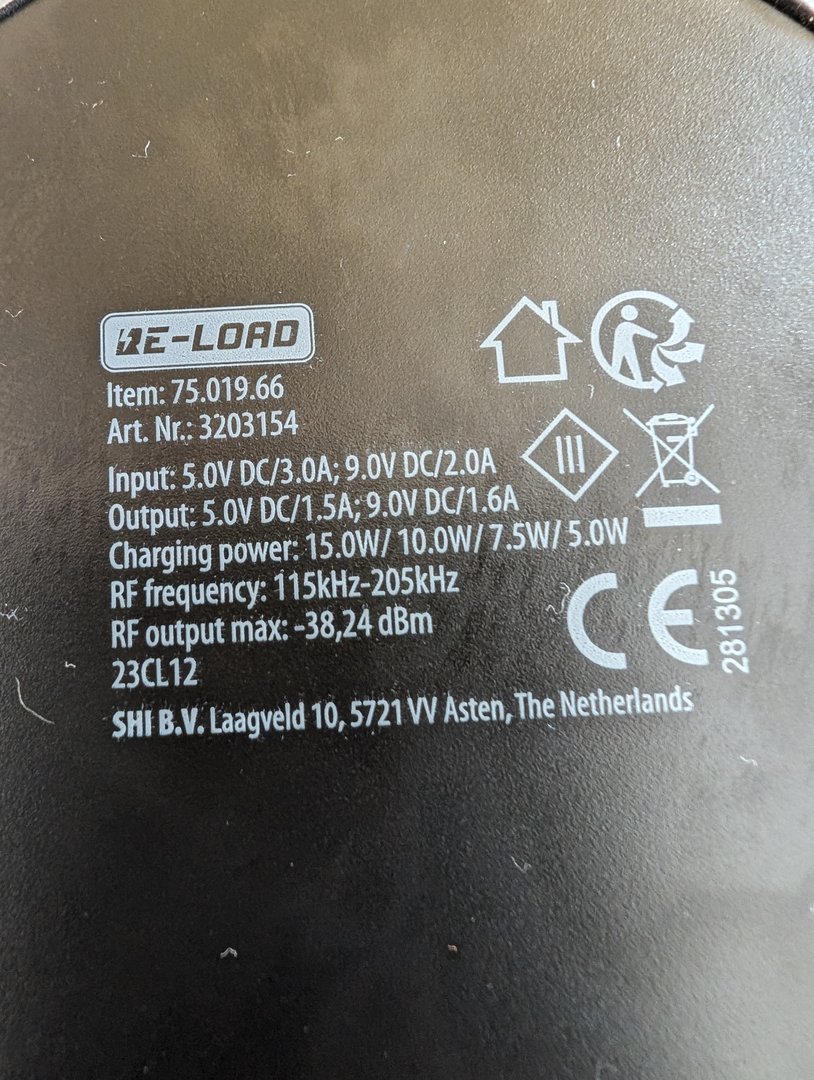 RE-LOAD
Item: 75.019.66
Art. Nr.: 3203154
Input: 5.0V DC/3.0A; 9.0V DC/2.0A
Output: 5.0V DC/1.5A; 9.0V DC/1.6A
Charging power: 15.0W/ 10.0W/ 7.5W/ 5.0W
RF frequency: 115kHz-205kHz
RF output max: -38,24 dBm
23CL12
SHI B.V. Laagveld 10, 5721 VV Asten, The Netherlands
III
CE
281305